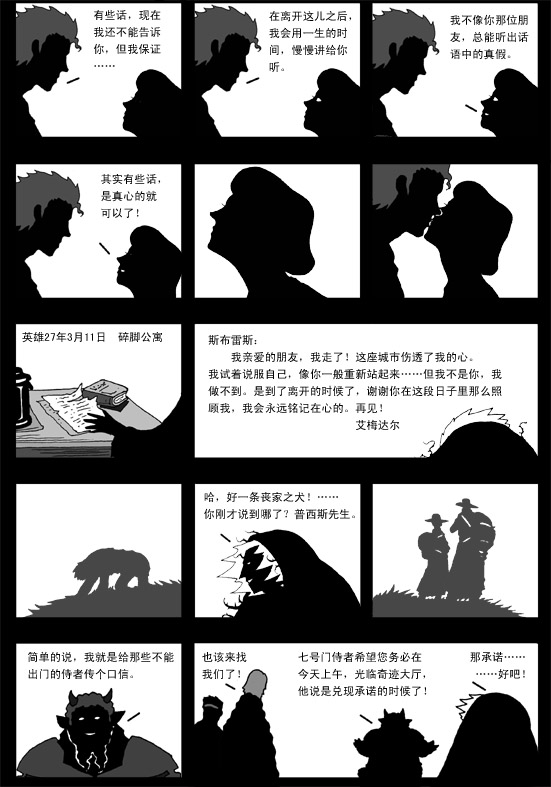 有些话，现在
我还不能告诉
你，但我保证
……
在离开这儿之后，
我会用一生的时
间，慢慢讲给你
听。
我不像你那位朋
友，总能听出话
语中的真假。
其实有些话，
是真心的就
可以了！
英雄27年3月11日　碎脚公寓
斯布雷斯：
我亲爱的朋友，我走了！这座城市伤透了我的心。
我试着说服自己，像你一般重新站起来……但我不是你，我
做不到。是到了离开的时候了，谢谢你在这段日子里那么照
顾我，我会永远铭记在心的。再见！
艾梅达尔
哈，好一条丧家之犬！……
你刚才说到哪了？普西斯先生。
简单的说，我就是给那些不能
出门的侍者传个口信。
也该来找
我们了！
七号门侍者希望您务必在
今天上午，光临奇迹大厅，
他说是兑现承诺的时候了！
那承诺……
……好吧！